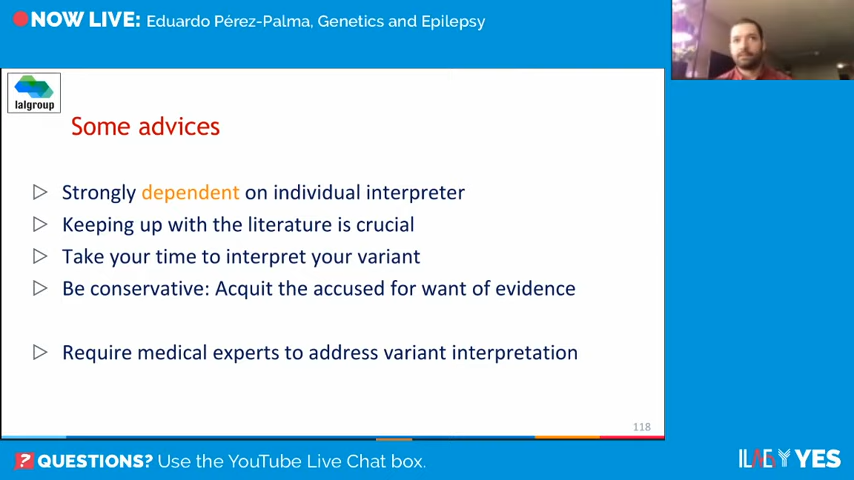 NOW LIVE: Eduardo Pérez-Palma, Genetics and Epilepsy
lalgroup
Some advices
Strongly dependent on individual interpreter
Keeping up with the literature is crucial
Take your time to interpret your variant
Be conservative: Acquit the accused for want of evidence
Require medical experts to address variant interpretation
118
? QUESTIONS? Use the YouTube Live Chat box.
ILAE YES